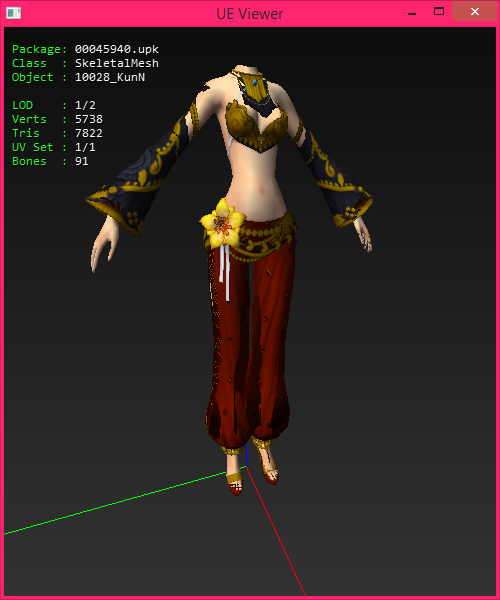 UE Viewer
Package: 00045940.upk
Class : SkeletalMesh
Object : 10028_KunN
LOD : 1/2
Verts : 5738
Tris : 7822
UV Set : 1/1
Bones : 91